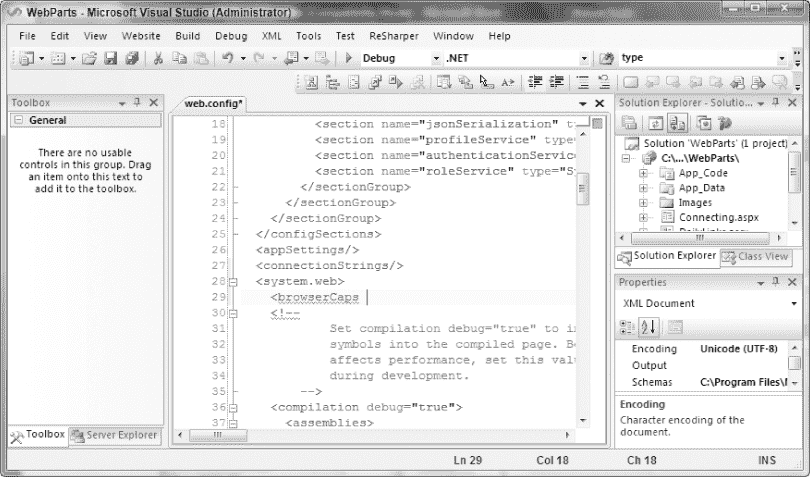 WebParts - Microsoft Visual Studio (Administrator)
File Edit View Website Build Debug XML Tools Test ReSharper Window Help
Debug .NET type
Toolbox
General
There are no usable
controls in this group. Drag
an item onto this text to
add it to the toolbox.
Toolbox Server Explorer
web.config*
18 <section name="jsonSerialization" t
19 <section name="profileService" type
20 <section name="authenticationService
21 <section name="roleService" type="S
22 </sectionGroup>
23 </sectionGroup>
24 </sectionGroup>
25 </configSections>
26 <appSettings/>
27 <connectionStrings/>
28 <system.web>
29 <browserCaps
30 <!--
31 Set compilation debug="true" to in
32 symbols into the compiled page. Be
33 affects performance, set this valu
34 during development.
35 -->
36 <compilation debug="true">
37 <assemblies>
Solution Explorer - Solutio...
Solution 'WebParts' (1 project)
C:\...\WebParts\
App_Code
App_Data
Images
Connecting.aspx
Solution Explorer Class View
Properties
XML Document
Encoding Unicode (UTF-8)
Output
Schemas C:\Program Files\
Encoding
Character encoding of the
document.
Ln 29 Col 18 Ch 18 INS